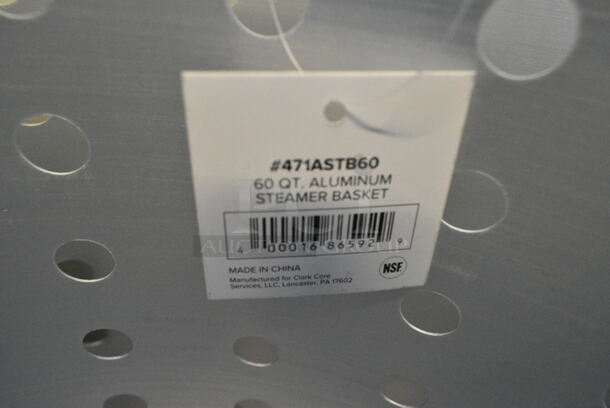 #471ASTB60
60 QT. ALUMINUM
STEAMER BASKET
4 00016 86592 9
MADE IN CHINA
Manufactured for Clark Core
Services, LLC, Lancaster, PA 17602
NSF